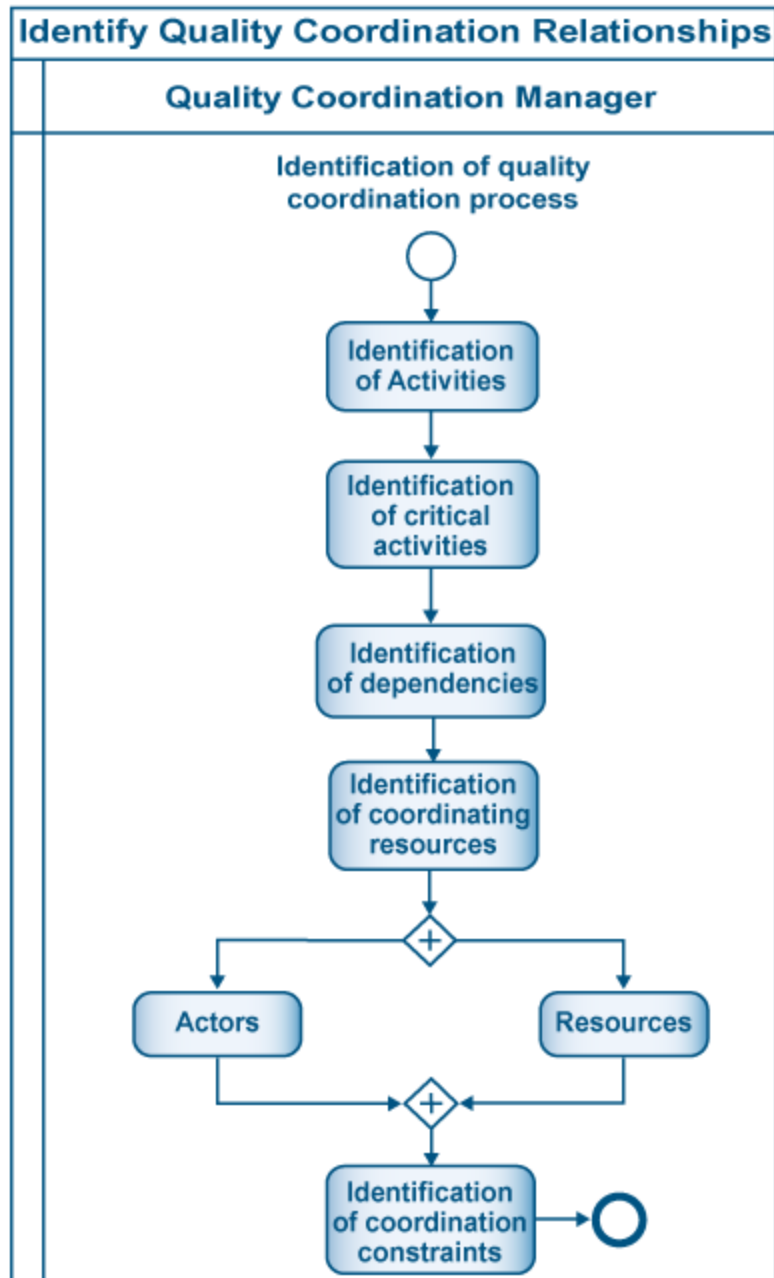 Identify Quality Coordination Relationships
Quality Coordination Manager
Identification of quality
coordination process
Identification
of Activities
Identification
of critical
activities
Identification
of dependencies
Identification
of coordinating
resources
Actors
Resources
Identification
of coordination
constraints